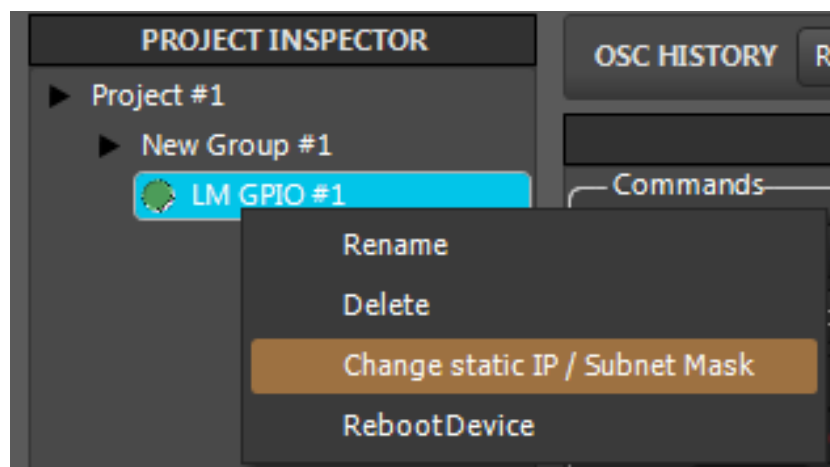 PROJECT INSPECTOR
OSC HISTORY
Project #1
New Group #1
Commands
LM GPIO #1
Rename
Delete
Change static IP / Subnet Mask
RebootDevice